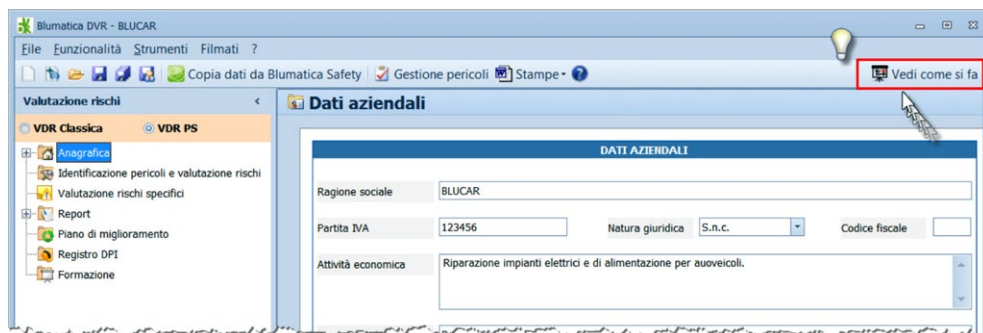 Blumatica DVR - BLUCAR
File Funzionalità Strumenti Filmati ?
Copia dati da Blumatica Safety Gestione pericoli Stampe Vedi come si fa
Valutazione rischi
Dati aziendali
VDR Classica VDR PS
Anagrafica
Identificazione pericoli e valutazione rischi
Valutazione rischi specifici
Report
Piano di miglioramento
Registro DPI
Formazione
DATI AZIENDALI
Ragione sociale BLUCAR
Partita IVA 123456 Natura giuridica S.n.c. Codice fiscale
Attività economica Riparazione impianti elettrici e di alimentazione per auoveicoli.